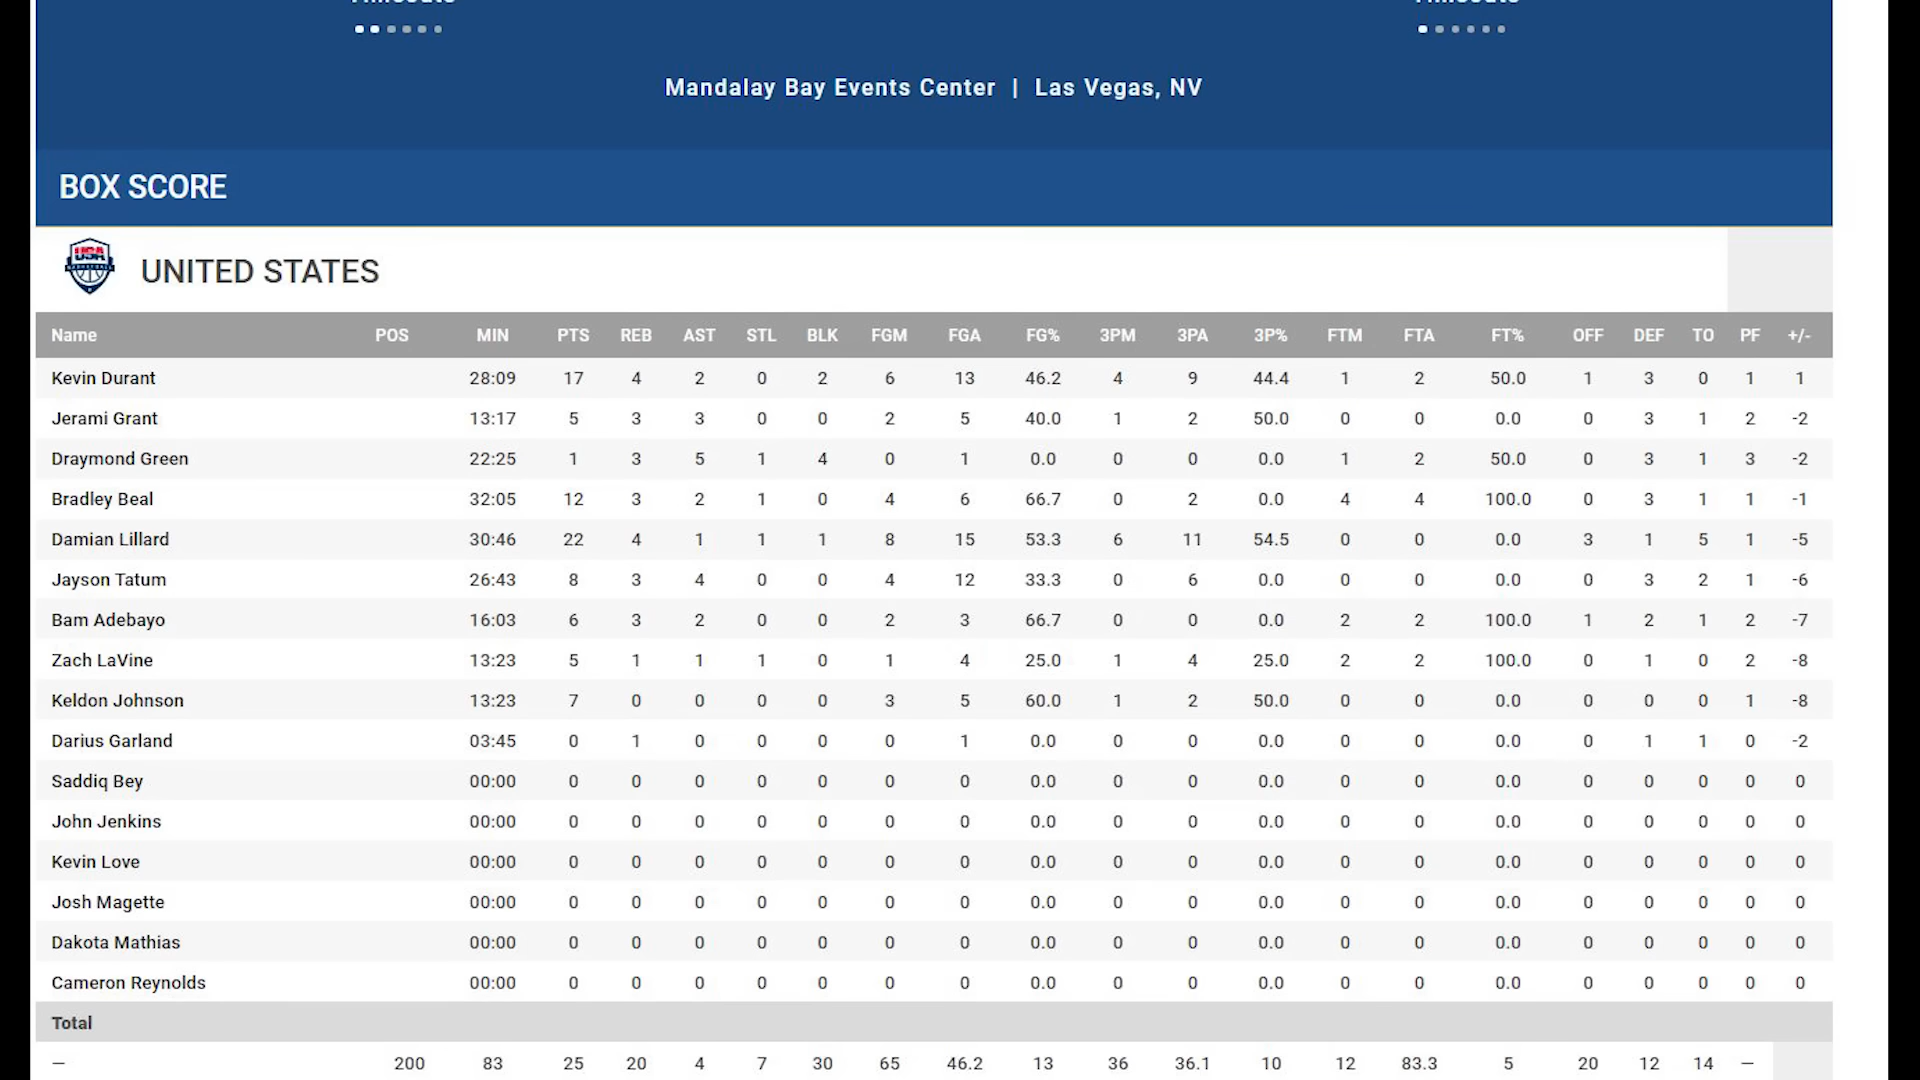 Mandalay Bay Events Center | Las Vegas, NV
BOX SCORE
USA
UNITED STATES
Name POS MIN PTS REB AST STL BLK FGM FGA FG% 3PM 3PA 3P% FTM FTA FT% OFF DEF TO PF +/-
Kevin Durant 28:09 17 4 2 0 2 6 13 46.2 4 9 44.4 1 2 50.0 1 3 0 1 1
Jerami Grant 13:17 5 3 3 0 0 2 5 40.0 1 2 50.0 0 0 0.0 0 3 1 2 -2
Draymond Green 22:25 1 3 5 1 4 0 1 0.0 0 0 0.0 1 2 50.0 0 3 1 3 -2
Bradley Beal 32:05 12 3 2 1 0 4 6 66.7 0 2 0.0 4 4 100.0 0 3 1 1 -1
Damian Lillard 30:46 22 4 1 1 1 8 15 53.3 6 11 54.5 0 0 0.0 3 1 5 1 -5
Jayson Tatum 26:43 8 3 4 0 0 4 12 33.3 0 6 0.0 0 0 0.0 0 3 2 1 -6
Bam Adebayo 16:03 6 3 2 0 0 2 3 66.7 0 0 0.0 2 2 100.0 1 2 1 2 -7
Zach LaVine 13:23 5 1 1 1 0 1 4 25.0 1 4 25.0 2 2 100.0 0 1 0 2 -8
Keldon Johnson 13:23 7 0 0 0 0 3 5 60.0 1 2 50.0 0 0 0.0 0 0 0 1 -8
Darius Garland 03:45 0 1 0 0 0 0 1 0.0 0 0 0.0 0 0 0.0 0 1 1 0 -2
Saddiq Bey 00:00 0 0 0 0 0 0 0 0.0 0 0 0.0 0 0 0.0 0 0 0 0 0
John Jenkins 00:00 0 0 0 0 0 0 0 0.0 0 0 0.0 0 0 0.0 0 0 0 0 0
Kevin Love 00:00 0 0 0 0 0 0 0 0.0 0 0 0.0 0 0 0.0 0 0 0 0 0
Josh Magette 00:00 0 0 0 0 0 0 0 0.0 0 0 0.0 0 0 0.0 0 0 0 0 0
Dakota Mathias 00:00 0 0 0 0 0 0 0 0.0 0 0 0.0 0 0 0.0 0 0 0 0 0
Cameron Reynolds 00:00 0 0 0 0 0 0 0 0.0 0 0 0.0 0 0 0.0 0 0 0 0 0
Total
— 200 83 25 20 4 7 30 65 46.2 13 36 36.1 10 12 83.3 5 20 12 14 —